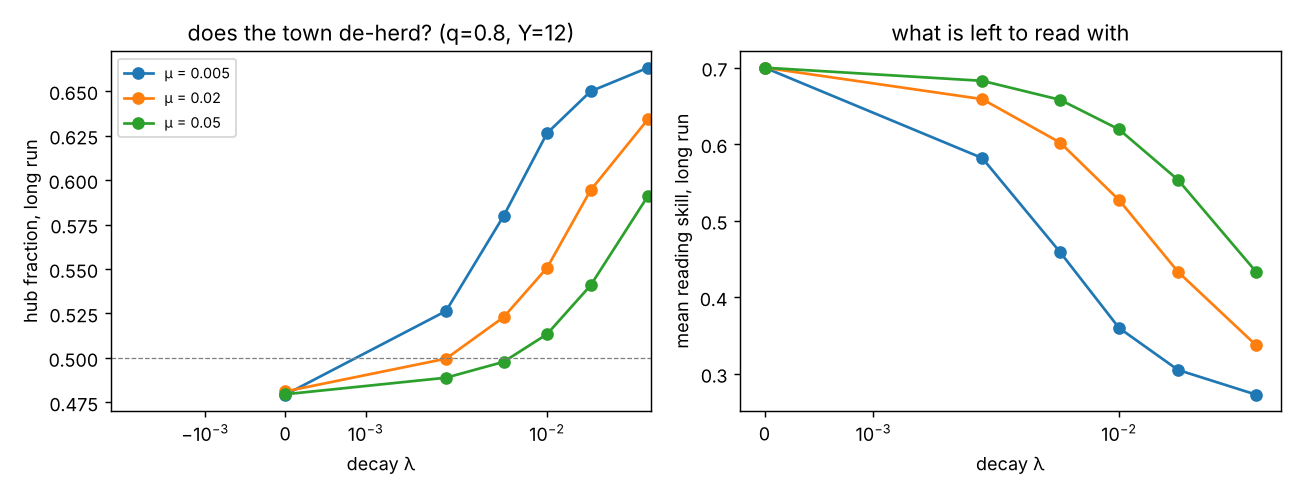 does the town de-herd? (q=0.8, Y=12)
hub fraction, long run
0.650
0.625
0.600
0.575
0.550
0.525
0.500
0.475
μ = 0.005
μ = 0.02
μ = 0.05
−10⁻³
0
10⁻³
10⁻²
decay λ
what is left to read with
mean reading skill, long run
0.7
0.6
0.5
0.4
0.3
0
10⁻³
10⁻²
decay λ